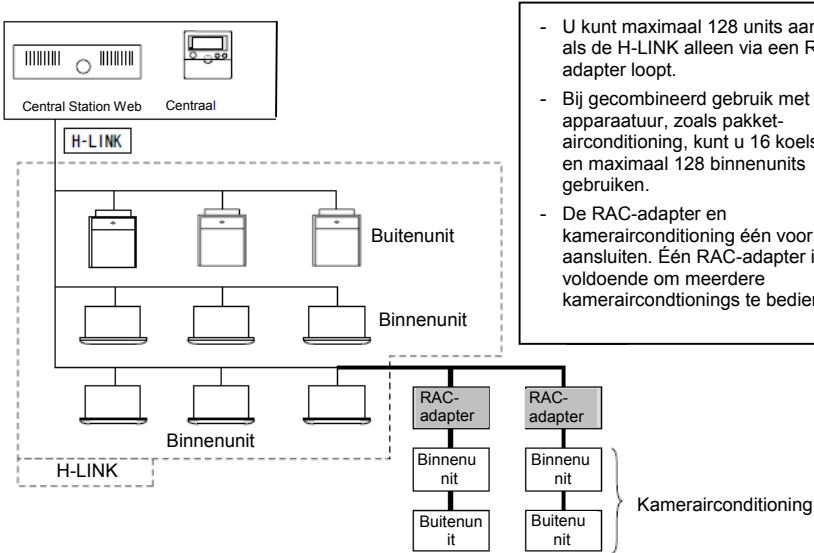 Central Station Web
Centraal
H-LINK
Buitenunit
Binnenunit
Binnenunit
H-LINK
- U kunt maximaal 128 units
als de H-LINK alleen via een
adapter loopt.
- Bij gecombineerd gebruik met
apparatuur, zoals pakket-
airconditioning, kunt u 16
en maximaal 128 binnenunits
gebruiken.
- De RAC-adapter en
kamerairconditioning één voor
aansluiten. Één RAC-adapter
voldoende om meerdere
kameraircondtionings te
RAC-
adapter
Binnenu
nit
Buitenun
it
RAC-
adapter
Binnenu
nit
Buitenu
nit
Kamerairconditioning